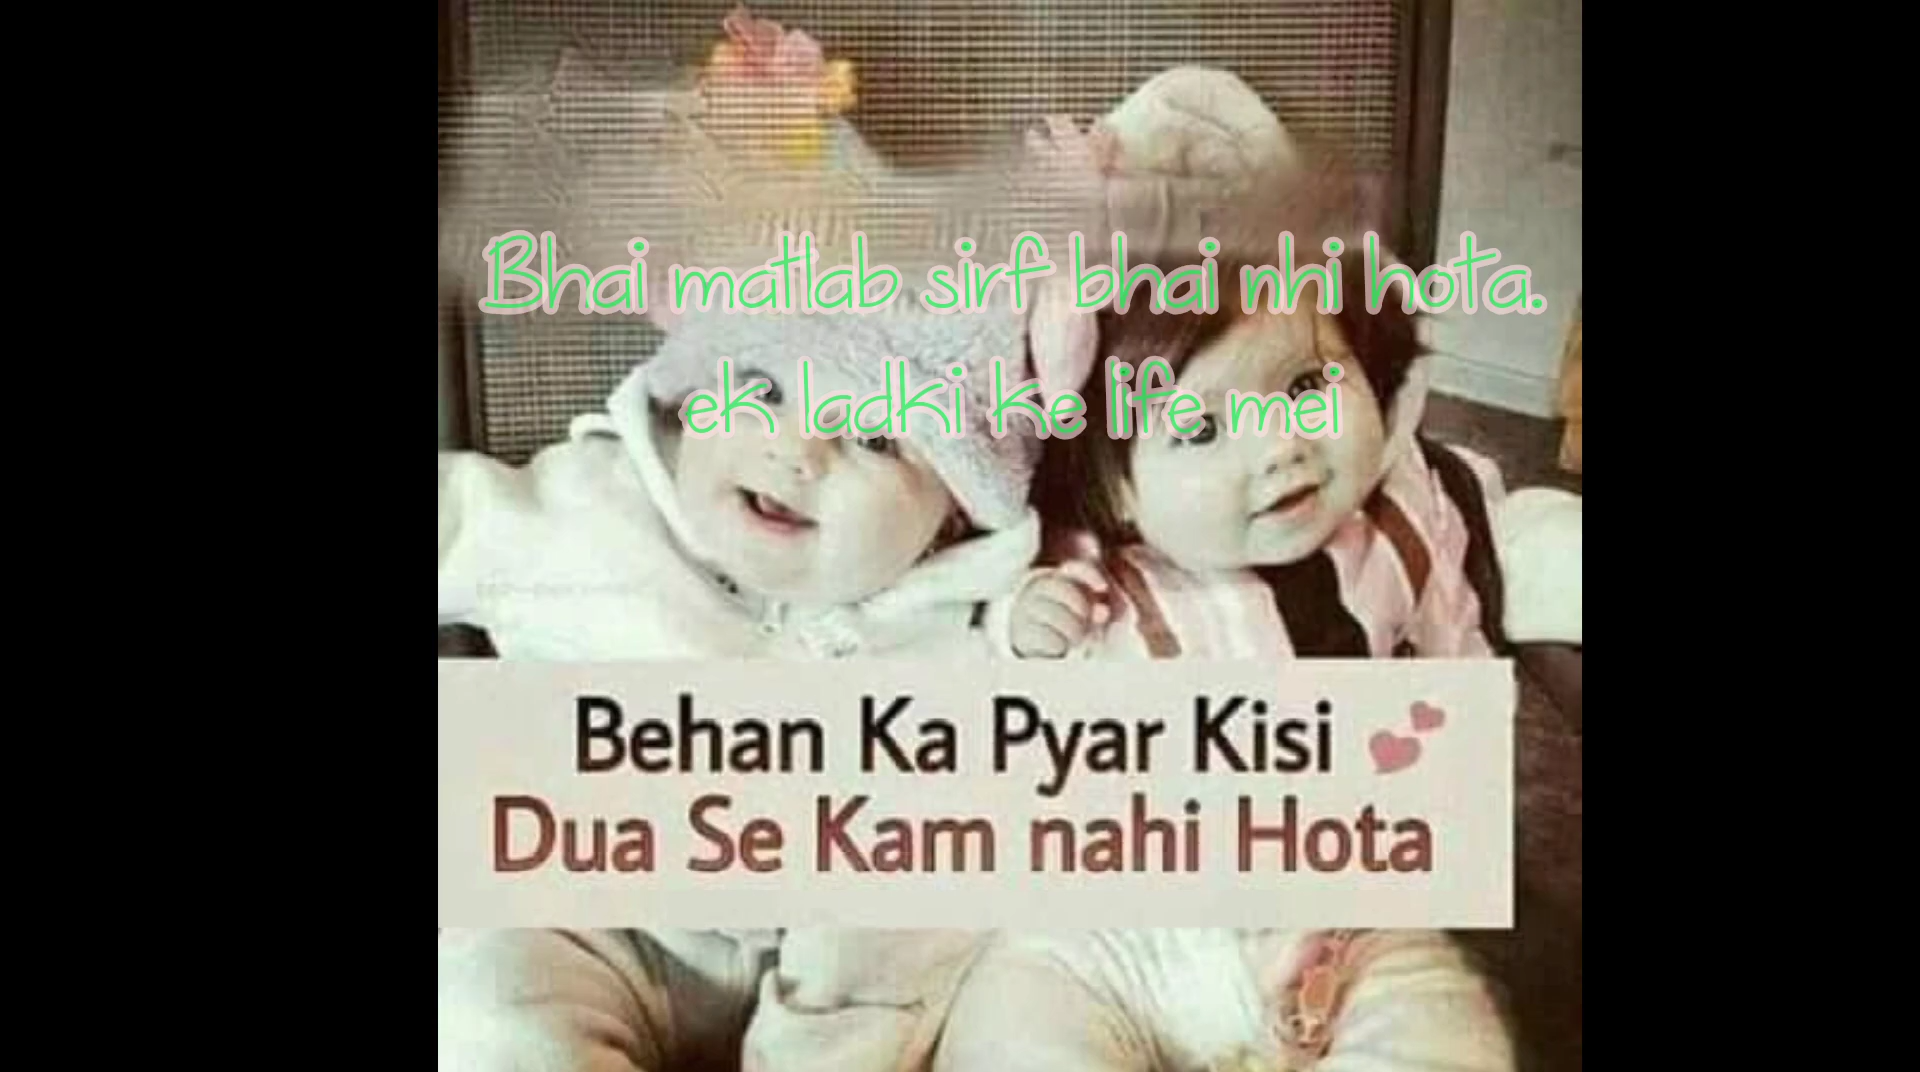 Bhai matlab sirf bhai nhi hota.
ek ladki ke life mei
Behan Ka Pyar Kisi 💕
Dua Se Kam nahi Hota